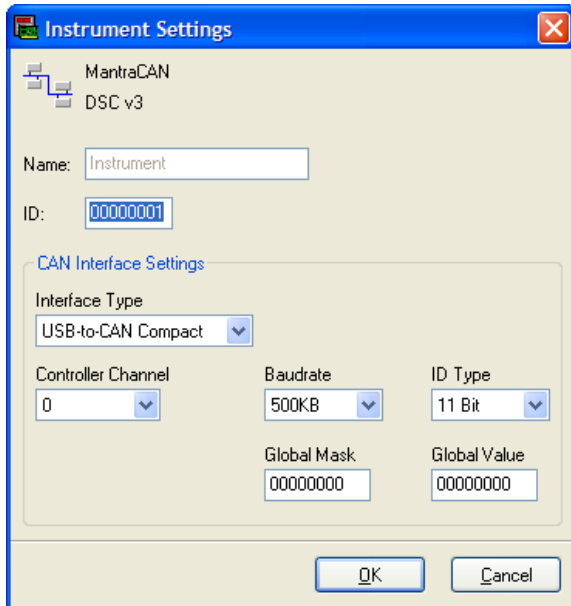 Instrument Settings
MantraCAN
DSC v3
Name: Instrument
ID: 00000001
CAN Interface Settings
Interface Type
USB-to-CAN Compact
Controller Channel Baudrate ID Type
0 500KB 11 Bit
Global Mask Global Value
00000000 00000000
OK Cancel